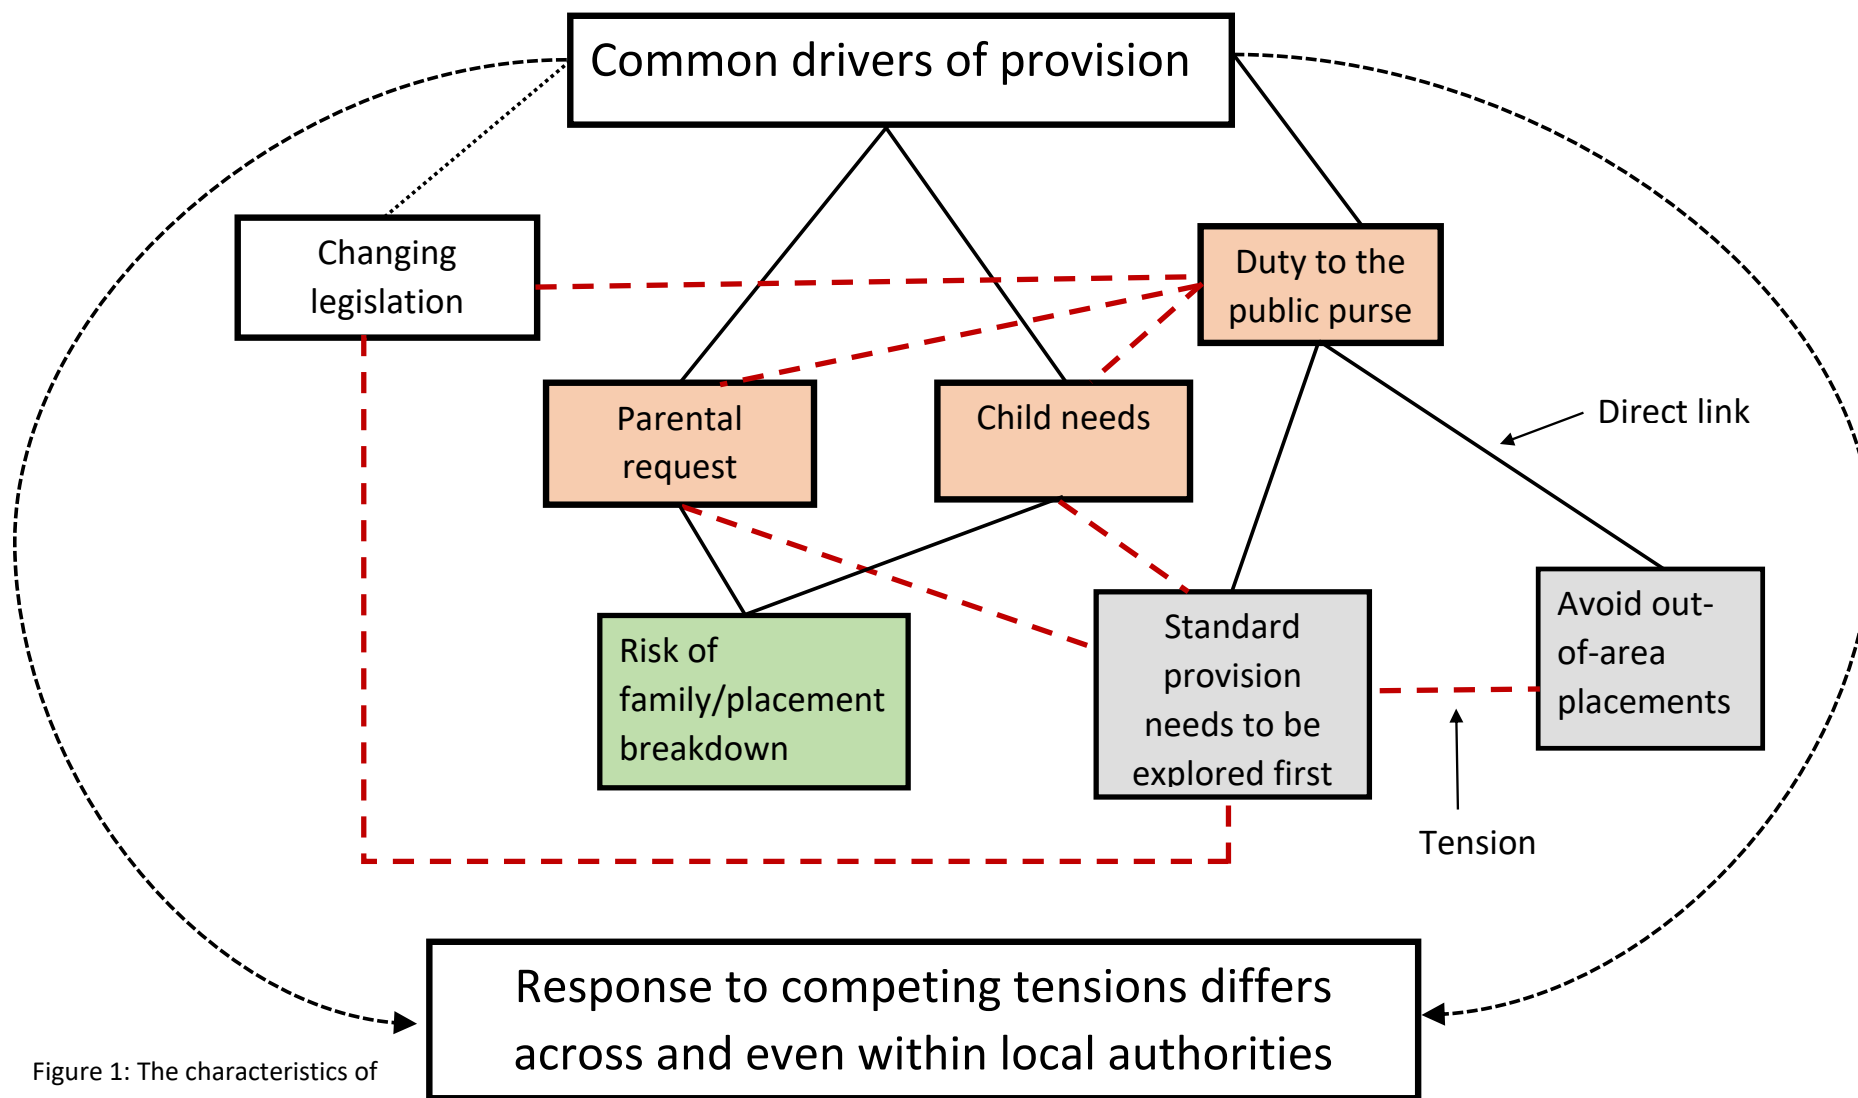 Common drivers of provision
Changing
legislation
Duty to the
public purse
Parental
request
Child needs
Direct link
Risk of
family/placement
breakdown
Standard
provision
needs to be
explored first
Avoid out-
of-area
placements
Tension
Response to competing tensions differs
across and even within local authorities
Figure 1: The characteristics of